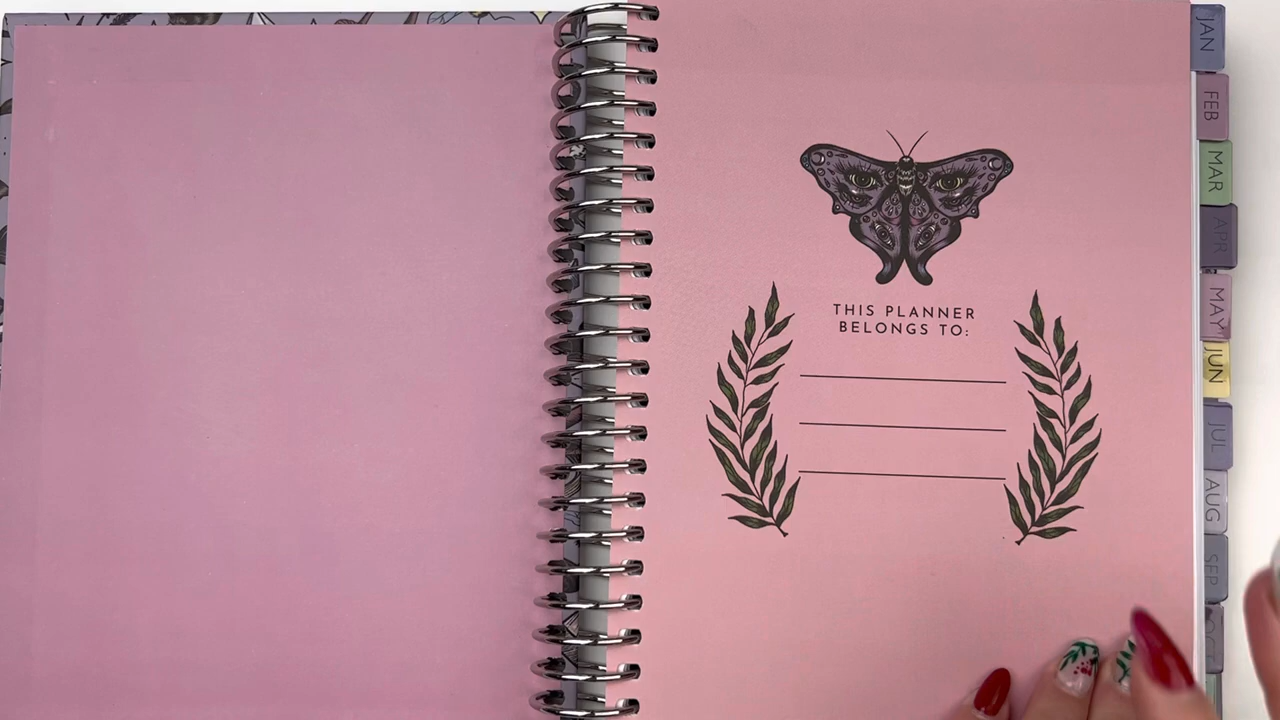 THIS PLANNER
BELONGS TO:
JAN
FEB
MAR
APR
MAY
JUN
JUL
AUG
SEP